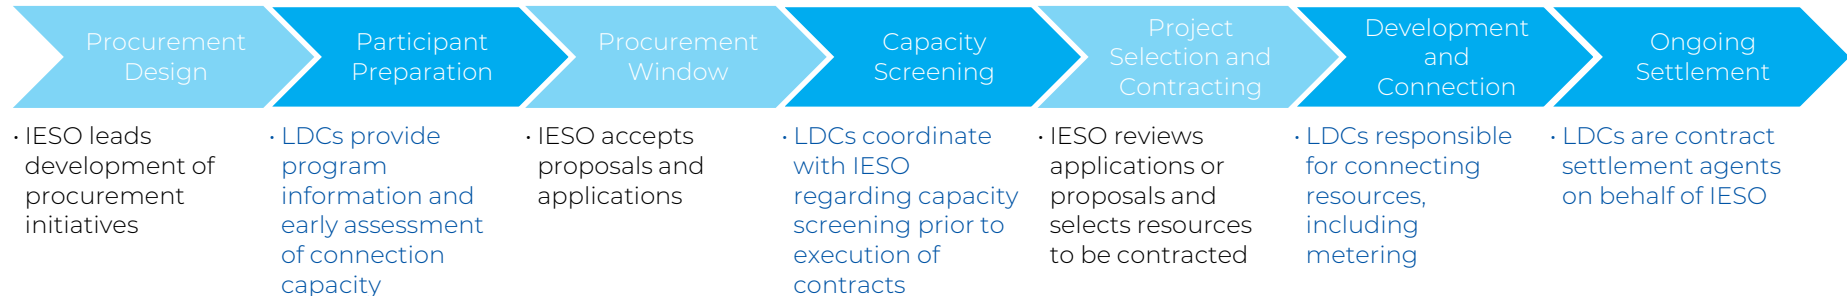 Procurement
Design
Participant
Preparation
Procurement
Window
Capacity
Screening
Project
Selection and
Contracting
Development
and
Connection
Ongoing
Settlement
· IESO leads
development of
procurement
initiatives
· LDCs provide
program
information and
early assessment
of connection
capacity
· IESO accepts
proposals and
applications
· LDCs coordinate
with IESO
regarding capacity
screening prior to
execution of
contracts
· IESO reviews
applications or
proposals and
selects resources
to be contracted
· LDCs responsible
for connecting
resources,
including
metering
· LDCs are contract
settlement agents
on behalf of IESO